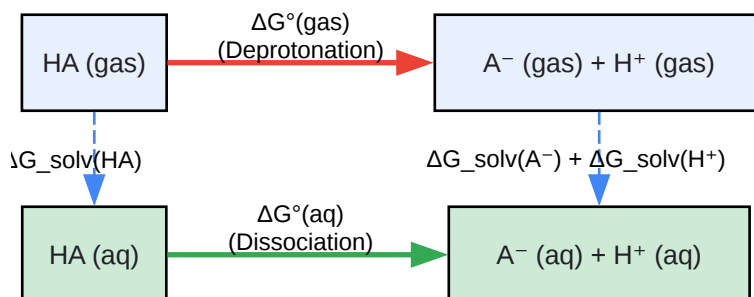 ΔG°(gas)
(Deprotonation)
HA (gas)
A⁻ (gas) + H⁺ (gas)
ΔG_solv(HA)
ΔG_solv(A⁻) + ΔG_solv(H⁺)
ΔG°(aq)
(Dissociation)
HA (aq)
A⁻ (aq) + H⁺ (aq)